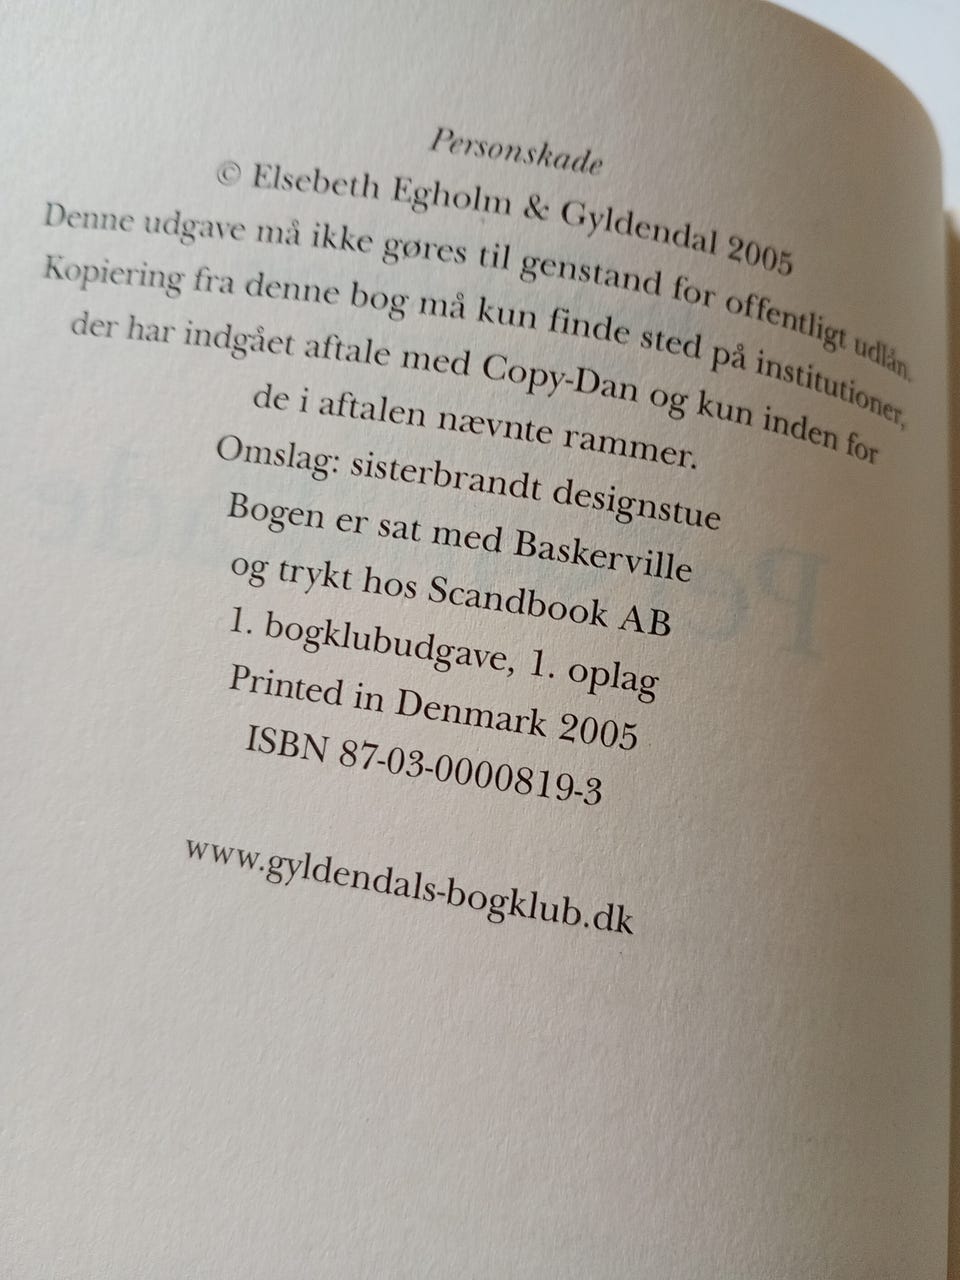 Personskade
© Elsebeth Egholm & Gyldendal 2005
Denne udgave må ikke gøres til genstand for offentligt udlån.
Kopiering fra denne bog må kun finde sted på institutioner,
der har indgået aftale med Copy-Dan og kun inden for
de i aftalen nævnte rammer.
Omslag: sisterbrandt designstue
Bogen er sat med Baskerville
og trykt hos Scandbook AB
1. bogklubudgave, 1. oplag
Printed in Denmark 2005
ISBN 87-03-0000819-3
www.gyldendals-bogklub.dk